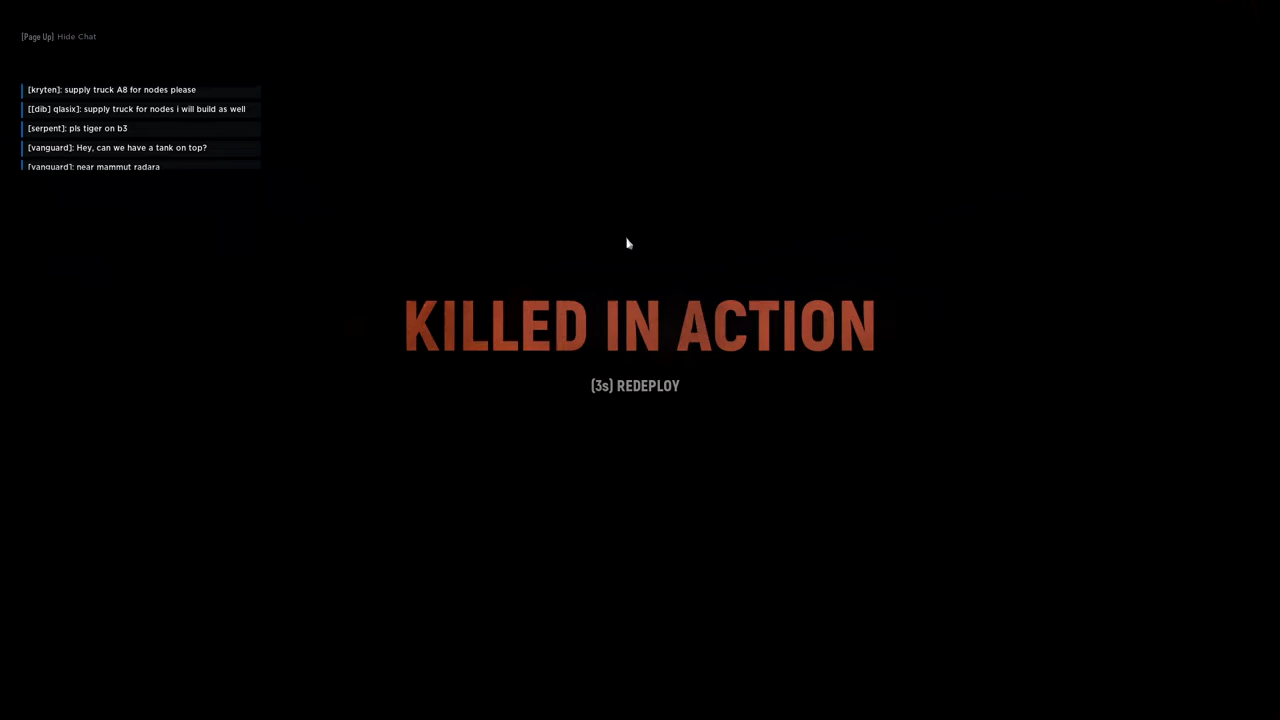 [Page Up] Hide Chat
[kryten]: supply truck A8 for nodes please
[[dib] qlasix]: supply truck for nodes i will build as well
[serpent]: pls tiger on b3
[vanguard]: Hey, can we have a tank on top?
[vanguard]: near mammut radara
KILLED IN ACTION
(3s) REDEPLOY